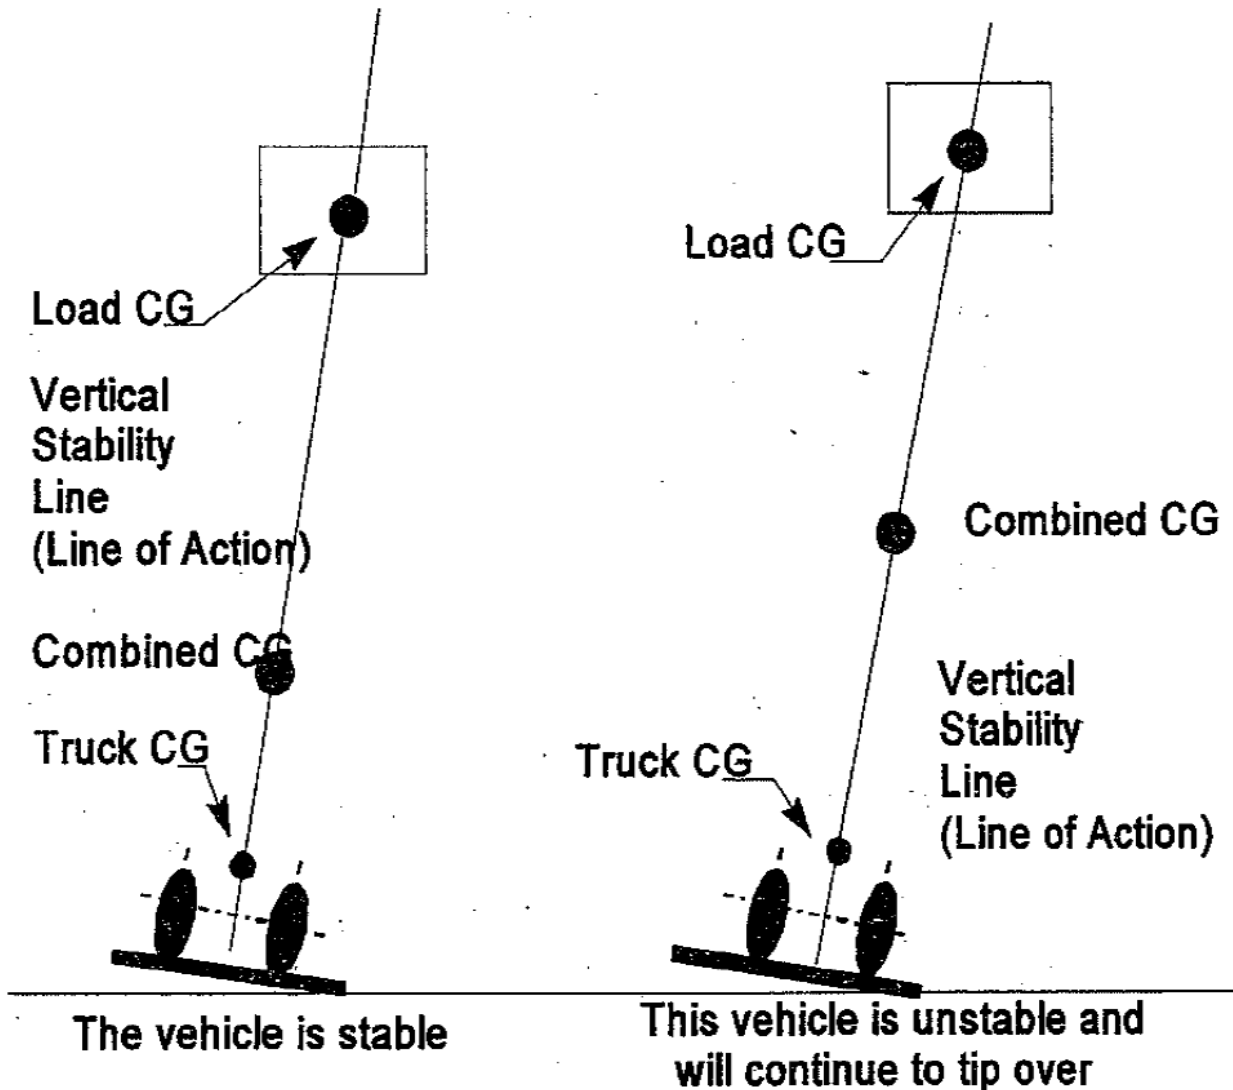 Load CG
Vertical
Stability
Line
(Line of Action)
Combined CG
Truck CG
The vehicle is stable
Load CG
Combined CG
Truck CG
Vertical
Stability
Line
(Line of Action)
This vehicle is unstable and
will continue to tip over